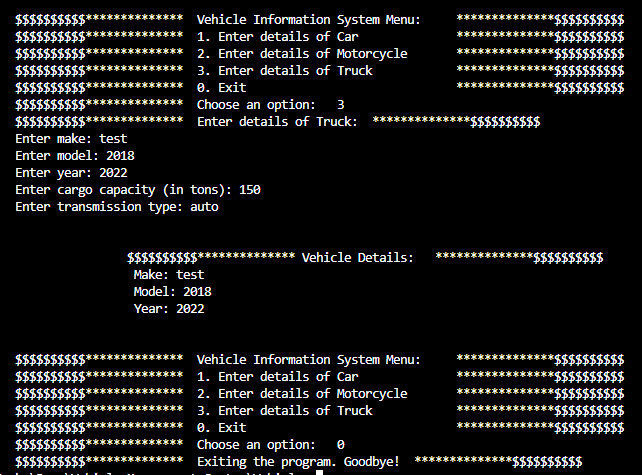 $$$$$$$$$$************** Vehicle Information System Menu: **************$$$$$$$$$$
$$$$$$$$$$************** 1. Enter details of Car **************$$$$$$$$$$
$$$$$$$$$$************** 2. Enter details of Motorcycle **************$$$$$$$$$$
$$$$$$$$$$************** 3. Enter details of Truck **************$$$$$$$$$$
$$$$$$$$$$************** 0. Exit **************$$$$$$$$$$
$$$$$$$$$$************** Choose an option: 3
$$$$$$$$$$************** Enter details of Truck: **************$$$$$$$$$$
Enter make: test
Enter model: 2018
Enter year: 2022
Enter cargo capacity (in tons): 150
Enter transmission type: auto
$$$$$$$$$$************** Vehicle Details: **************$$$$$$$$$$
Make: test
Model: 2018
Year: 2022
$$$$$$$$$$************** Vehicle Information System Menu: **************$$$$$$$$$$
$$$$$$$$$$************** 1. Enter details of Car **************$$$$$$$$$$
$$$$$$$$$$************** 2. Enter details of Motorcycle **************$$$$$$$$$$
$$$$$$$$$$************** 3. Enter details of Truck **************$$$$$$$$$$
$$$$$$$$$$************** 0. Exit **************$$$$$$$$$$
$$$$$$$$$$************** Choose an option: 0
$$$$$$$$$$************** Exiting the program. Goodbye! **************$$$$$$$$$$